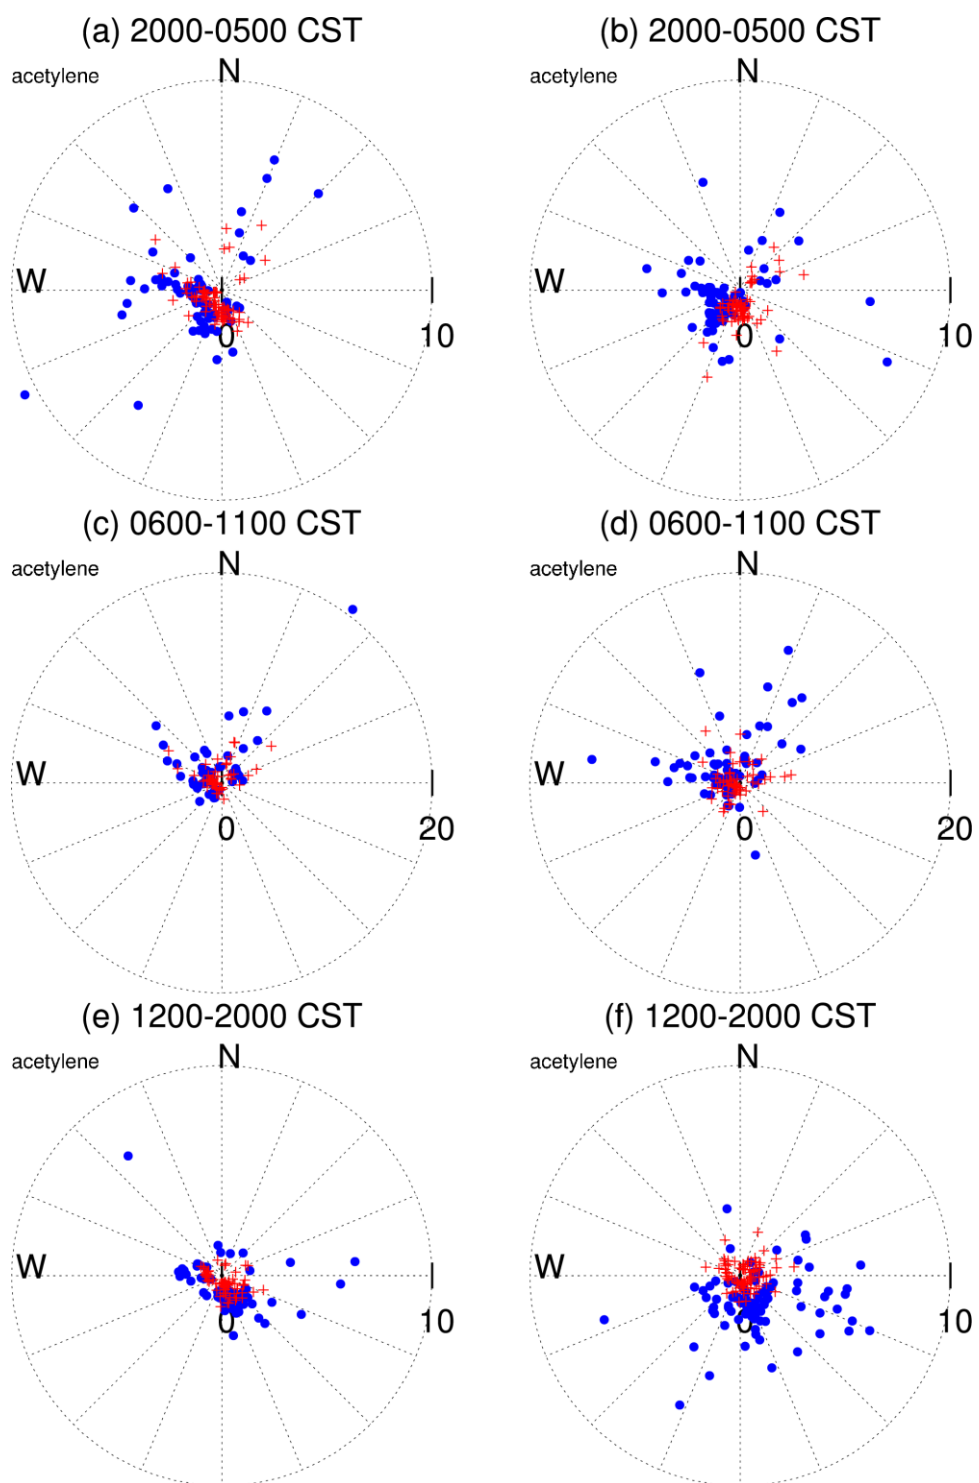 (a) 2000-0500 CST
acetylene
N
W
0
10
(b) 2000-0500 CST
acetylene
N
W
0
10
(c) 0600-1100 CST
acetylene
N
W
0
20
(d) 0600-1100 CST
acetylene
N
W
0
20
(e) 1200-2000 CST
acetylene
N
W
0
10
(f) 1200-2000 CST
acetylene
N
W
0
10